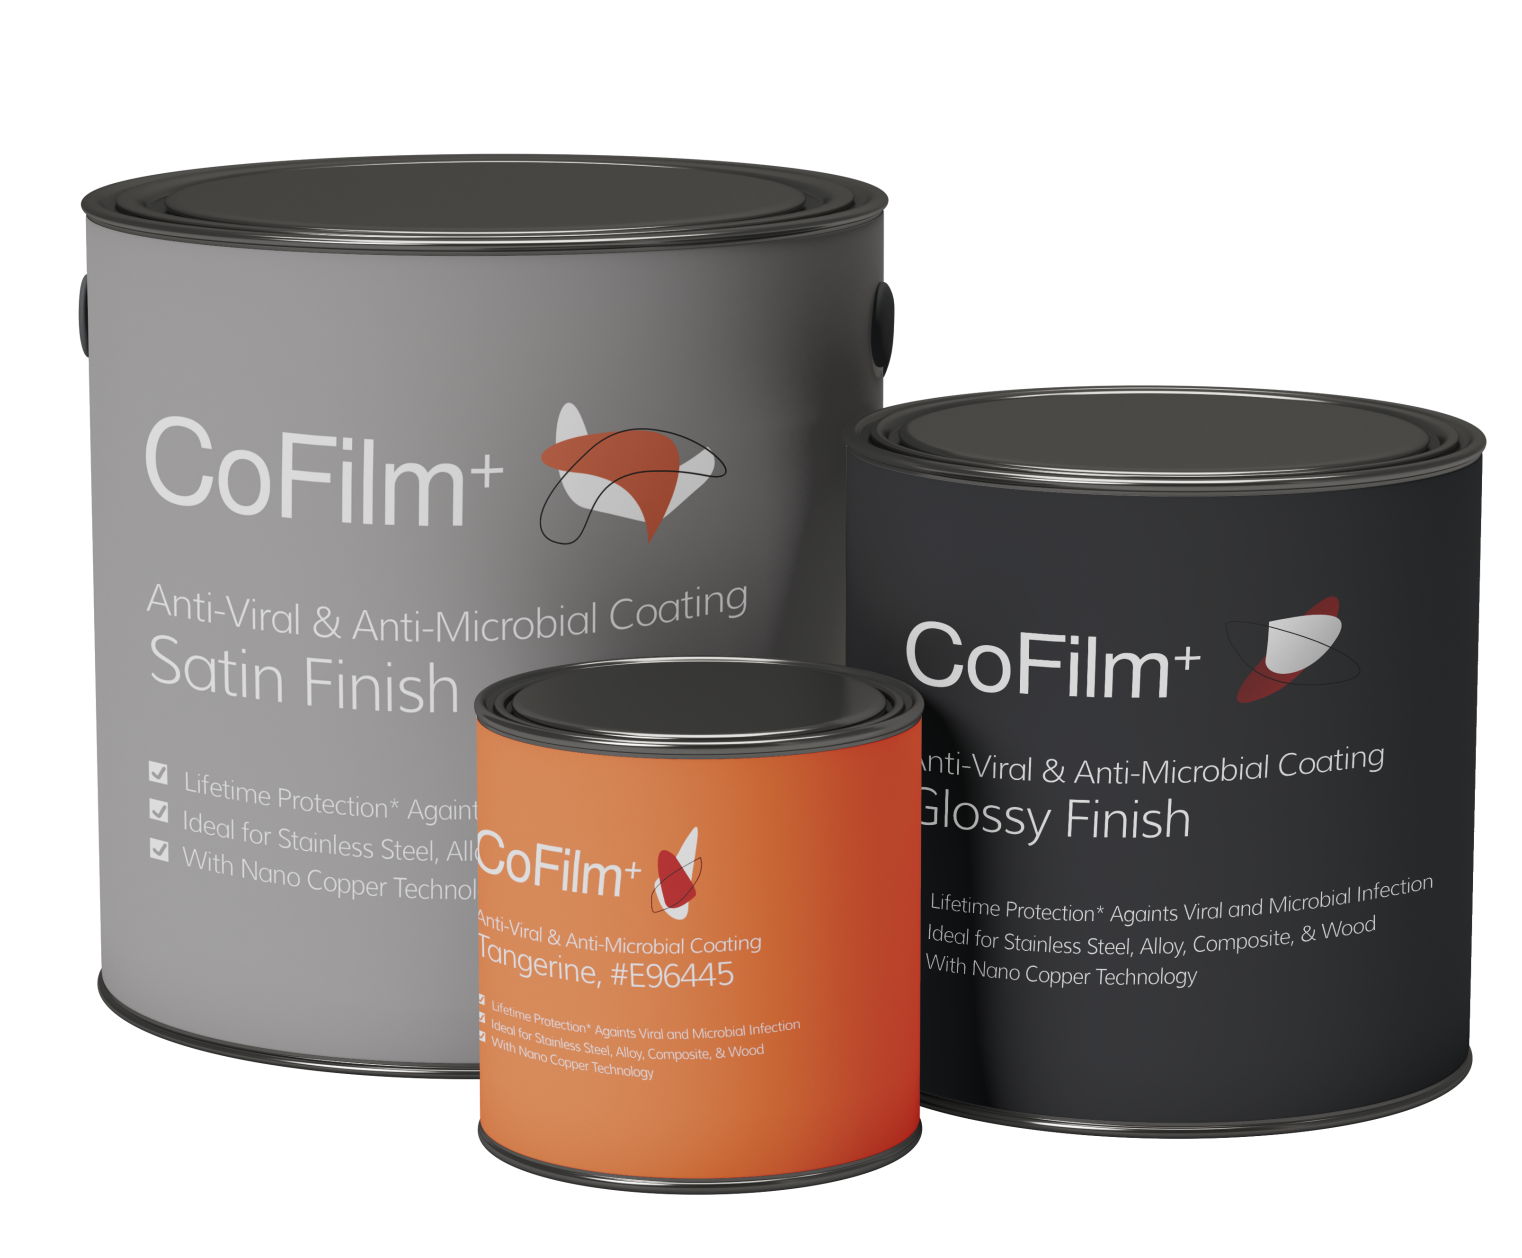 CoFilm+
Anti-Viral & Anti-Microbial Coating
Satin Finish
Lifetime Protection* Againt
Ideal for Stainless Steel,
With Nano Copper Technol
CoFilm+
Anti-Viral & Anti-Microbial Coating
Tangerine, #E96445
Lifetime Protection* Againts Viral and Microbial Infection
Ideal for Stainless Steel, Alloy, Composite, & Wood
With Nano Copper Technology
CoFilm+
Anti-Viral & Anti-Microbial Coating
Glossy Finish
Lifetime Protection* Againts Viral and Microbial Infection
Ideal for Stainless Steel, Alloy, Composite, & Wood
With Nano Copper Technology